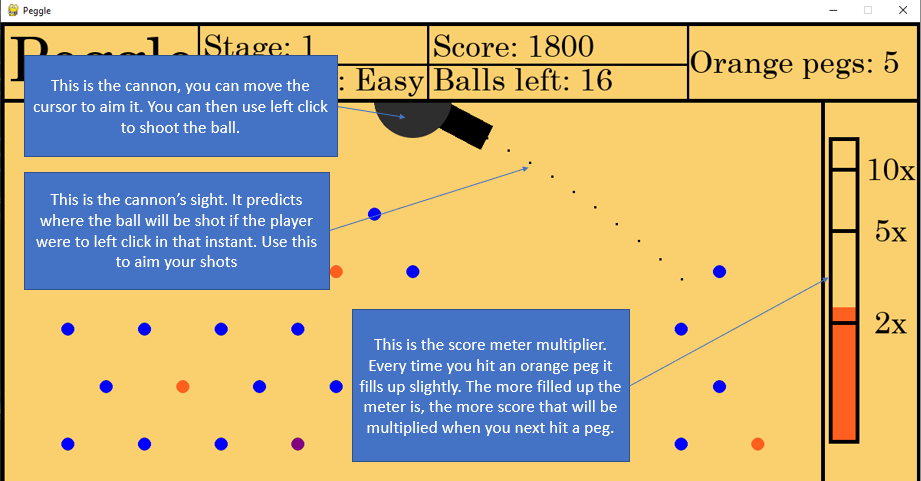 Peggle
Peggle
Stage: 1
Score: 1800
Orange pegs: 5
: Easy
Balls left: 16
This is the cannon, you can move the
cursor to aim it. You can then use left click
to shoot the ball.
This is the cannon’s sight. It predicts
where the ball will be shot if the player
were to left click in that instant. Use this
to aim your shots
10x
5x
2x
This is the score meter multiplier.
Every time you hit an orange peg it
fills up slightly. The more filled up the
meter is, the more score that will be
multiplied when you next hit a peg.